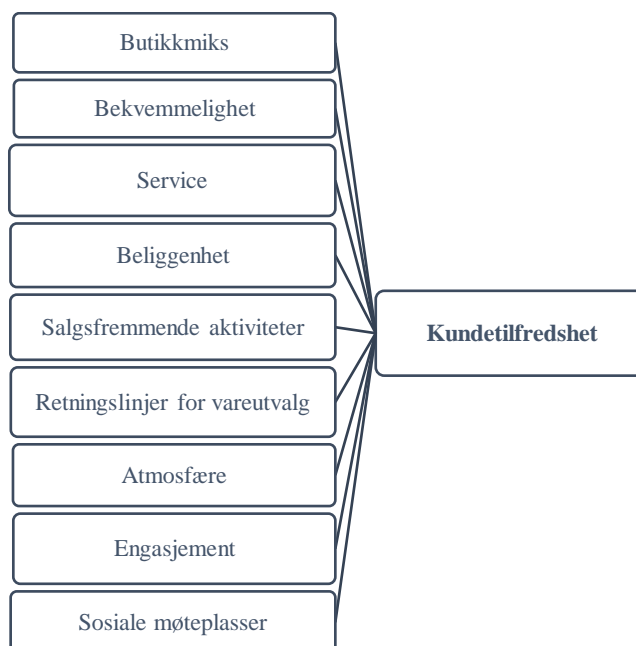 Butikkmiks
Bekvemmelighet
Service
Beliggenhet
Salgsfremmende aktiviteter
Retningslinjer for vareutvalg
Atmosfære
Engasjement
Sosiale møteplasser
Kundetilfredshet